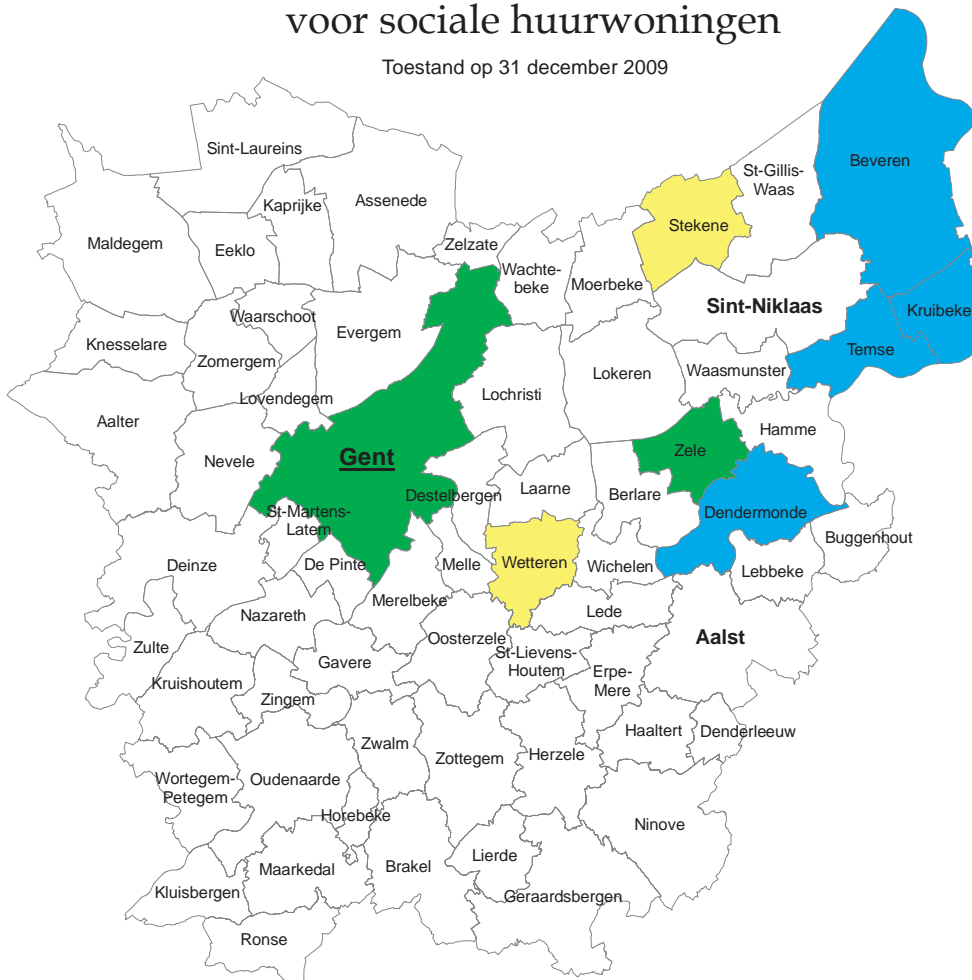 voor sociale huurwoningen
Toestand op 31 december 2009
Sint-Laureins
Beveren
St-Gillis-
Waas
Kaprijke
Assenede
Stekene
Maldegem
Eeklo
Zelzate
Wachte-
beke
Moerbeke
Sint-Niklaas
Kruibeke
Waarschoot
Evergem
Knesselare
Zomergem
Temse
Lokeren
Waasmunster
Lovendegem
Lochristi
Aalter
Hamme
Nevele
Gent
Zele
Destelbergen
Laarne
Berlare
Dendermonde
St-Martens-
Latem
Buggenhout
Deinze
De Pinte
Melle
Wetteren
Wichelen
Lebbeke
Merelbeke
Nazareth
Lede
Zulte
Oosterzele
Aalst
St-Lievens-
Houtem
Gavere
Erpe-
Mere
Kruishoutem
Zingem
Haaltert
Denderleeuw
Zwalm
Zottegem
Herzele
Wortegem-
Petegem
Oudenaarde
Horebeke
Ninove
Lierde
Maarkedal
Brakel
Kluisbergen
Geraardsbergen
Ronse